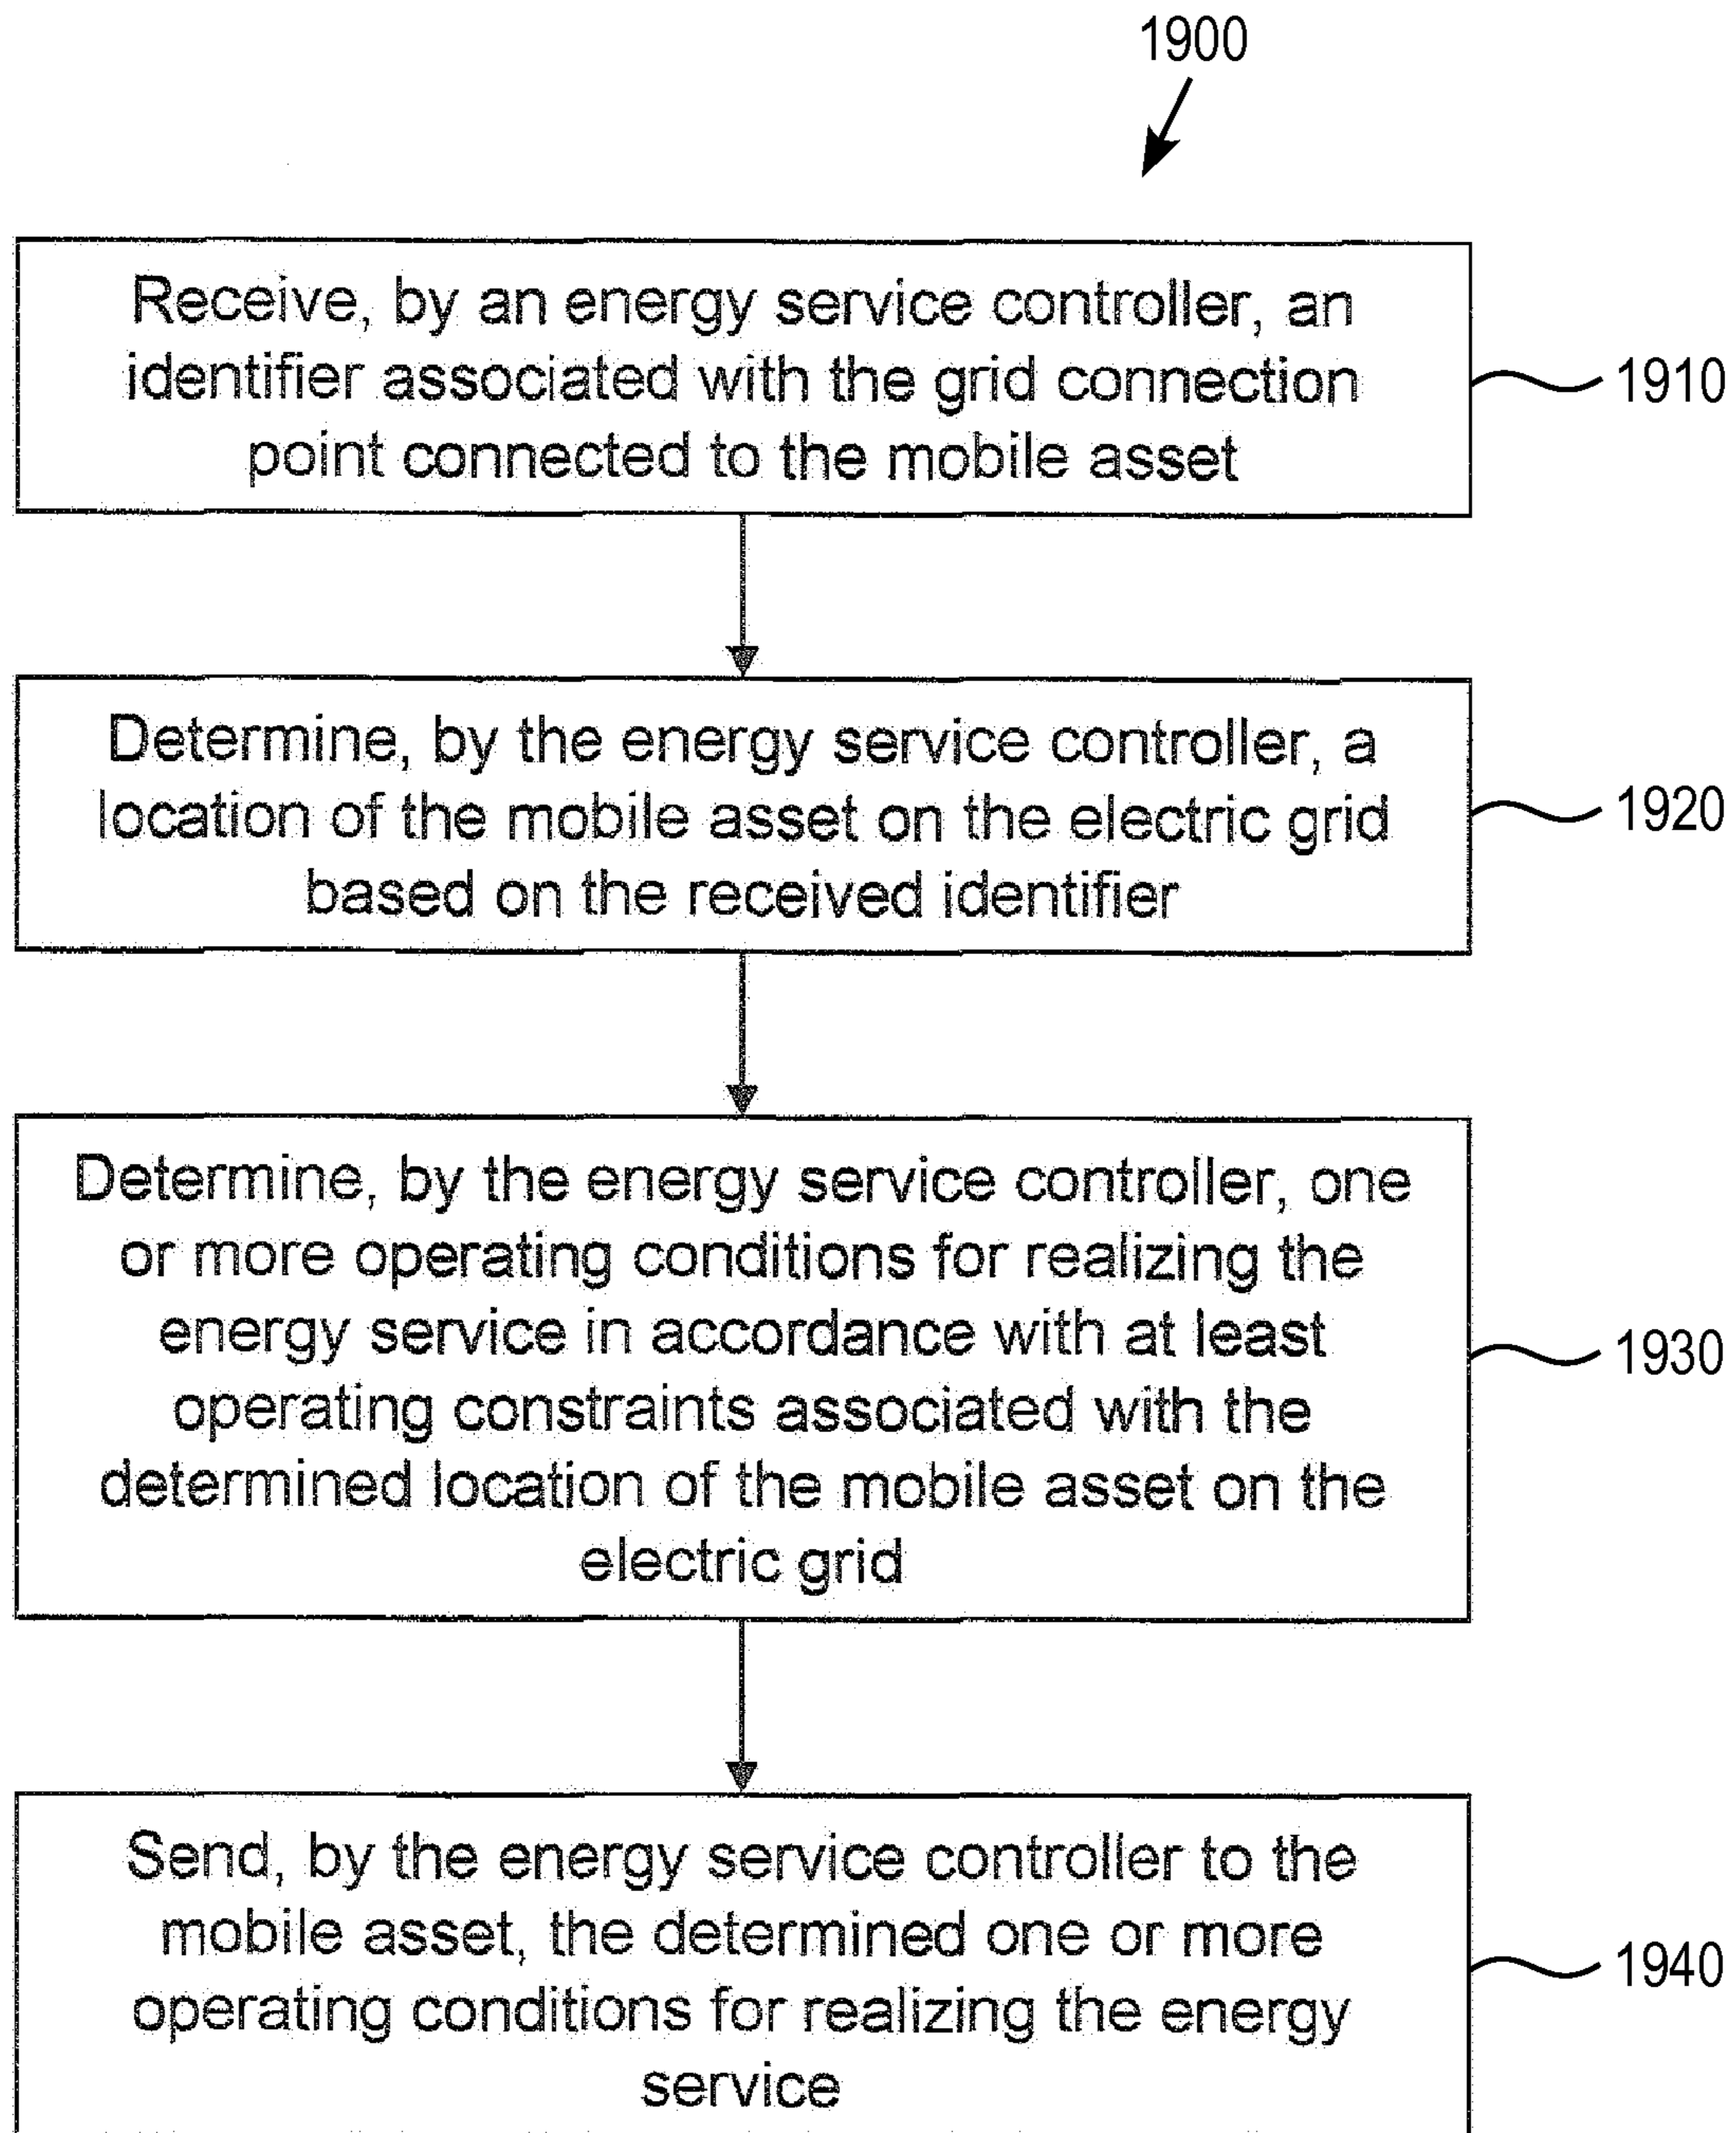 1900
Receive, by an energy service controller, an
identifier associated with the grid connection
point connected to the mobile asset
1910
Determine, by the energy service controller, a
location of the mobile asset on the electric grid
based on the received identifier
1920
Determine, by the energy service controller, one
or more operating conditions for realizing the
energy service in accordance with at least
operating constraints associated with the
determined location of the mobile asset on the
electric grid
1930
Send, by the energy service controller to the
mobile asset, the determined one or more
operating conditions for realizing the energy
service
1940